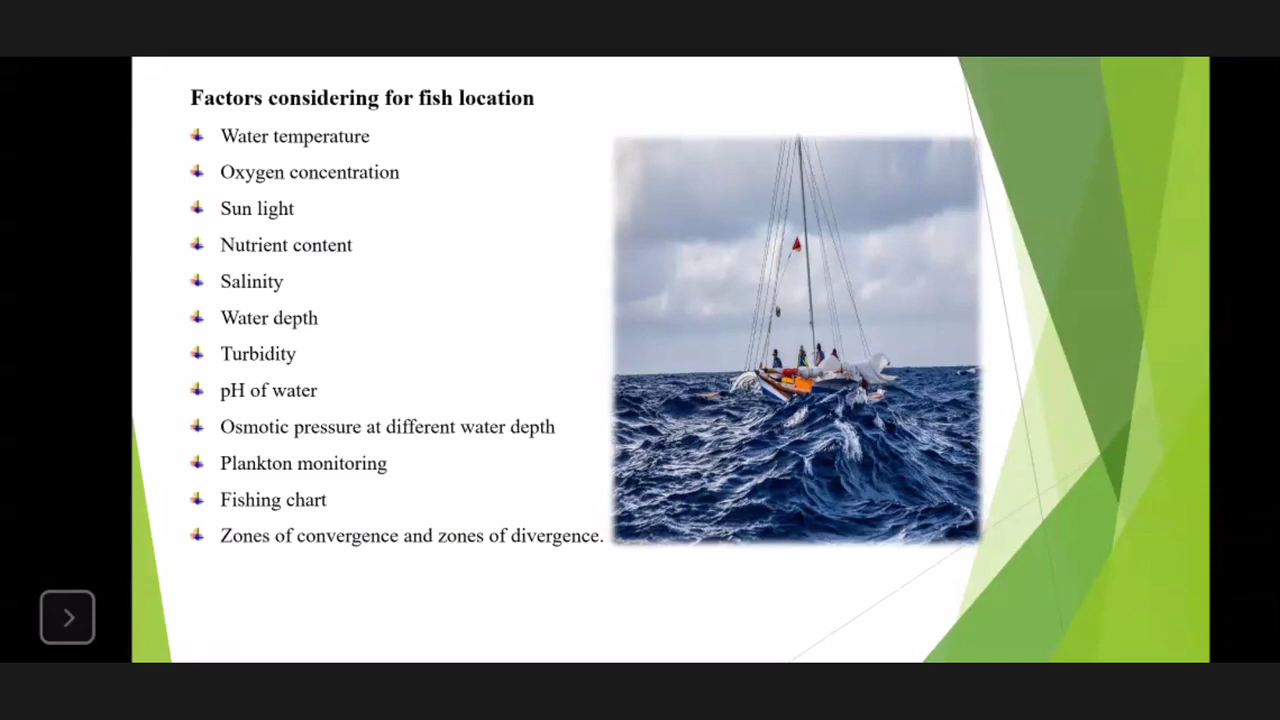 Factors considering for fish location
Water temperature
Oxygen concentration
Sun light
Nutrient content
Salinity
Water depth
Turbidity
pH of water
Osmotic pressure at different water depth
Plankton monitoring
Fishing chart
Zones of convergence and zones of divergence.